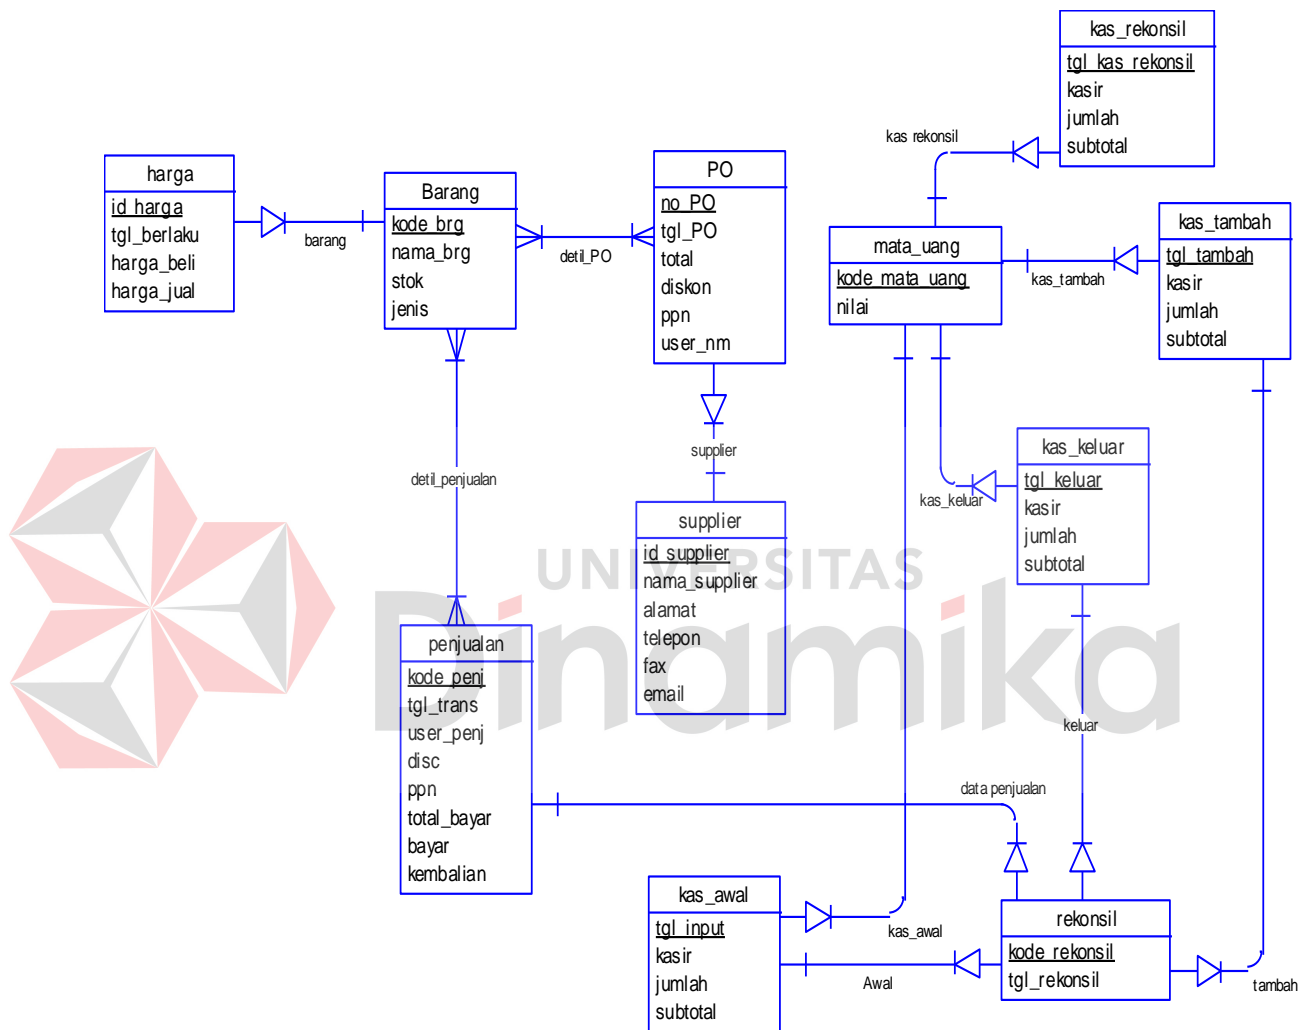 kas_rekonsil
tgl_kas_rekonsil
kasir
jumlah
subtotal
kas rekonsil
harga
id_harga
tgl_berlaku
harga_beli
harga_jual
barang
Barang
kode_brg
nama_brg
stok
jenis
detil_PO
PO
no_PO
tgl_PO
total
diskon
ppn
user_nm
mata_uang
kode_mata_uang
nilai
kas_tambah
kas_tambah
tgl_tambah
kasir
jumlah
subtotal
detil_penjualan
supplier
supplier
id_supplier
nama_supplier
alamat
telepon
fax
email
kas_keluar
kas_keluar
tgl_keluar
kasir
jumlah
subtotal
UNIVERSITAS
Dinamika
penjualan
kode_penj
tgl_trans
user_penj
disc
ppn
total_bayar
bayar
kembalian
keluar
data penjualan
kas_awal
tgl_input
kasir
jumlah
subtotal
kas_awal
Awal
rekonsil
kode_rekonsil
tgl_rekonsil
tambah